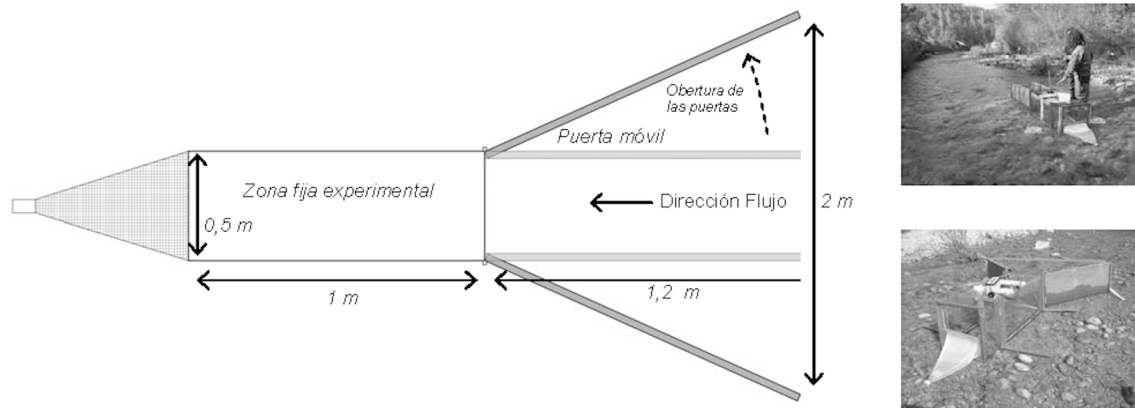 Obertura de
las puertas
Puerta móvil
Zona fija experimental
Dirección Flujo
2 m
0,5 m
1 m
1,2 m